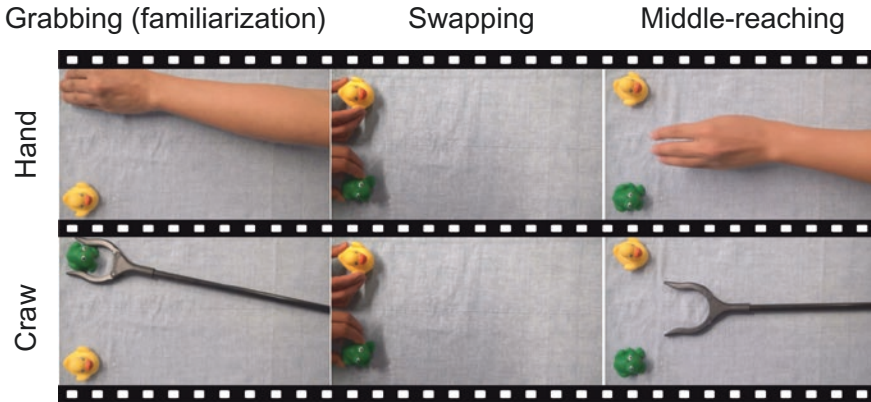 Grabbing (familiarization)
Swapping
Middle-reaching
Hand
Craw